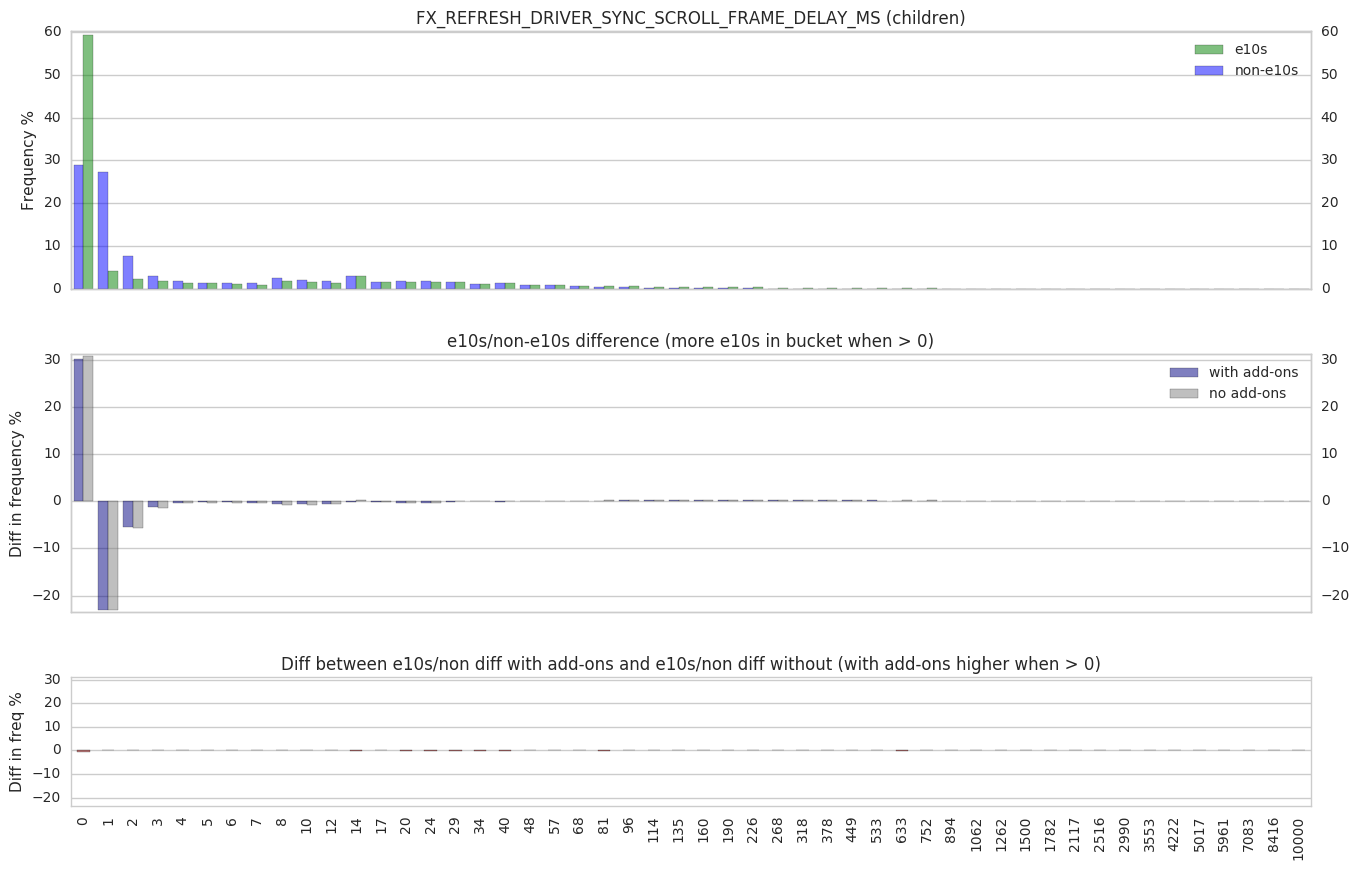 FX_REFRESH_DRIVER_SYNC_SCROLL_FRAME_DELAY_MS (children)
60 60
e10s
non-e10s
50 50
40 40
Frequency %
30 30
20 20
10 10
0 0
e10s/non-e10s difference (more e10s in bucket when > 0)
30 30
with add-ons
no add-ons
20 20
10 10
Diff in frequency %
0 0
−10 −10
−20 −20
Diff between e10s/non diff with add-ons and e10s/non diff without (with add-ons higher when > 0)
30
20
10
Diff in freq %
0
−10
−20
0 1 2 3 4 5 6 7 8 10 12 14 17 20 24 29 34 40 48 57 68 81 96 114 135 160 190 226 268 318 378 449 533 633 752 894 1062 1262 1500 1782 2117 2516 2990 3553 4222 5017 5961 7083 8416 10000